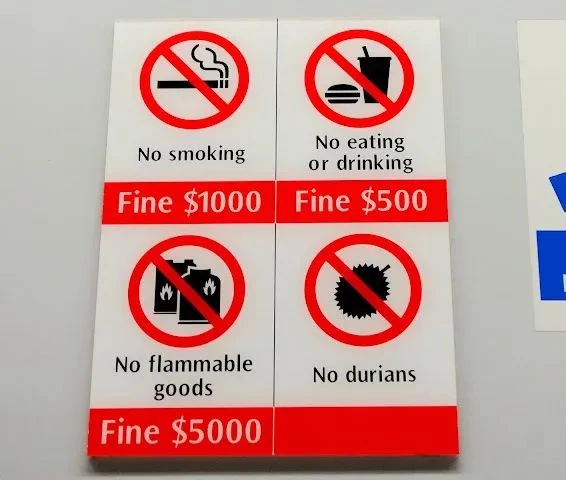 No smoking
Fine $1000
No eating
or drinking
Fine $500
No flammable
goods
Fine $5000
No durians